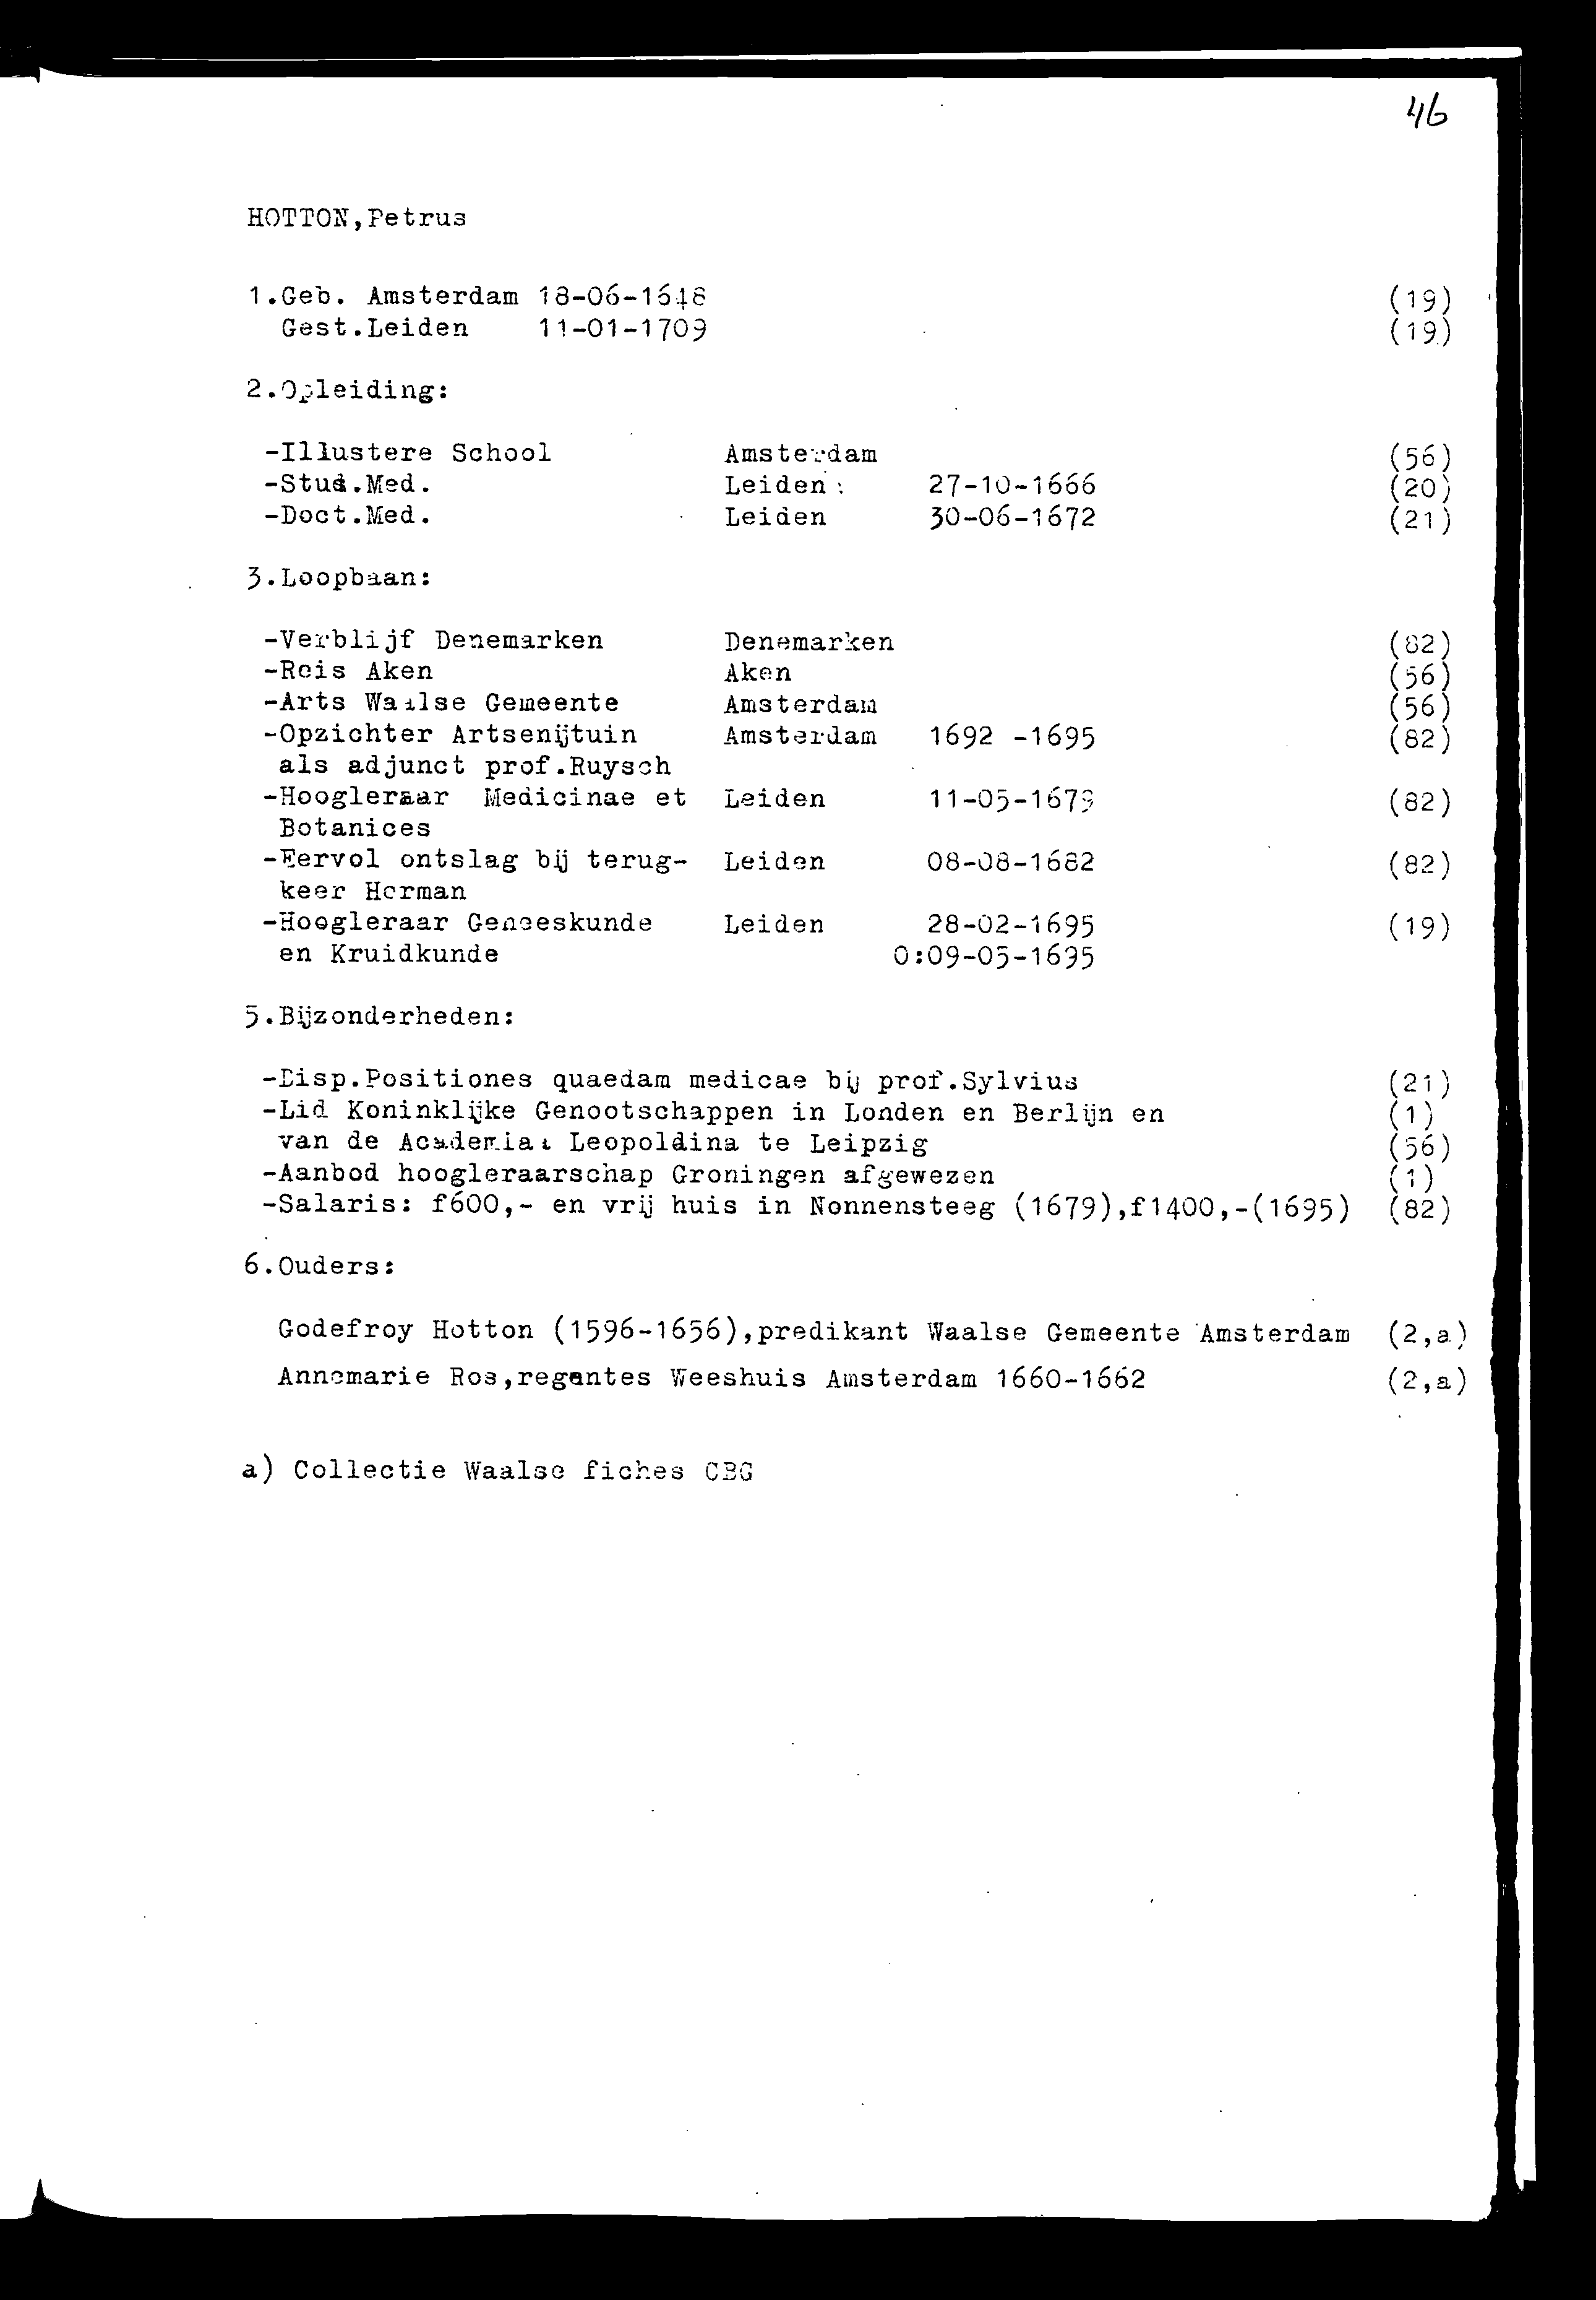 46
HOTTON,Petrus
1.Geb. Amsterdam 18-06-1648 (19)
Gest.Leiden 11-01-1709 (19)
2.Opleiding:
-Illustere School Amsterdam (56)
-Stud.Med. Leiden 27-10-1666 (20)
-Doct.Med. Leiden 30-06-1672 (21)
3.Loopbaan:
-Verblijf Denemarken Denemarken (82)
-Reis Aken Aken (56)
-Arts Waalse Gemeente Amsterdam (56)
-Opzichter Artsenijtuin Amsterdam 1692 -1695 (82)
als adjunct prof.Ruysch
-Hoogleraar Medicinae et Leiden 11-05-1679 (82)
Botanices
-Eervol ontslag bij terug- Leiden 08-08-1682 (82)
keer Herman
-Hoogleraar Geneeskunde Leiden 28-02-1695 (19)
en Kruidkunde O:09-05-1695
5.Bijzonderheden:
-Disp.Positiones quaedam medicae bij prof.Sylvius (21)
-Lid Koninklijke Genootschappen in Londen en Berlijn en (1)
van de Academiae Leopoldina te Leipzig (56)
-Aanbod hoogleraarschap Groningen afgewezen (1)
-Salaris: f600,- en vrij huis in Nonnensteeg (1679),f1400,-(1695) (82)
6.Ouders:
Godefroy Hotton (1596-1656),predikant Waalse Gemeente Amsterdam (2,a)
Annemarie Ros,regentes Weeshuis Amsterdam 1660-1662 (2,a)
a) Collectie Waalse fiches CBG